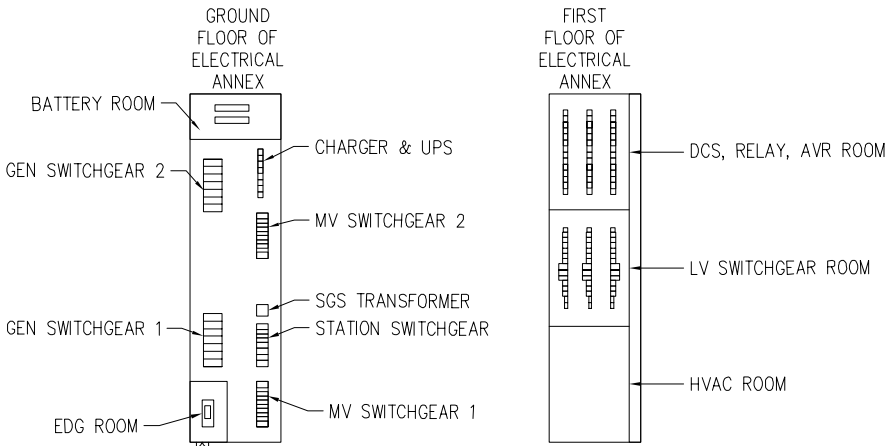 GROUND
FLOOR OF
ELECTRICAL
ANNEX
BATTERY ROOM
CHARGER & UPS
GEN SWITCHGEAR 2
MV SWITCHGEAR 2
SGS TRANSFORMER
GEN SWITCHGEAR 1
STATION SWITCHGEAR
MV SWITCHGEAR 1
EDG ROOM
FIRST
FLOOR OF
ELECTRICAL
ANNEX
DCS, RELAY, AVR ROOM
LV SWITCHGEAR ROOM
HVAC ROOM